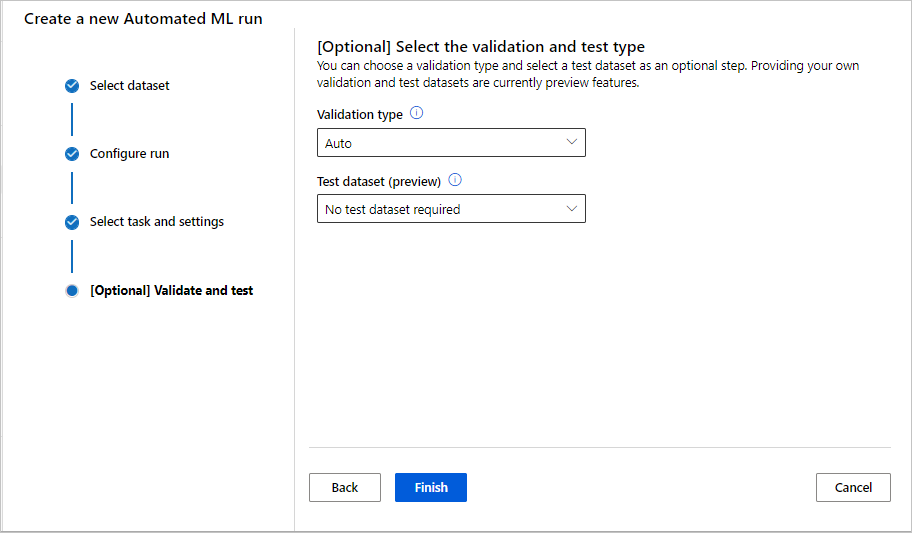 Create a new Automated ML run
Select dataset
Configure run
Select task and settings
[Optional] Validate and test
[Optional] Select the validation and test type
You can choose a validation type and select a test dataset as an optional step. Providing your own
validation and test datasets are currently preview features.
Validation type
Auto
Test dataset (preview)
No test dataset required
Back
Finish
Cancel